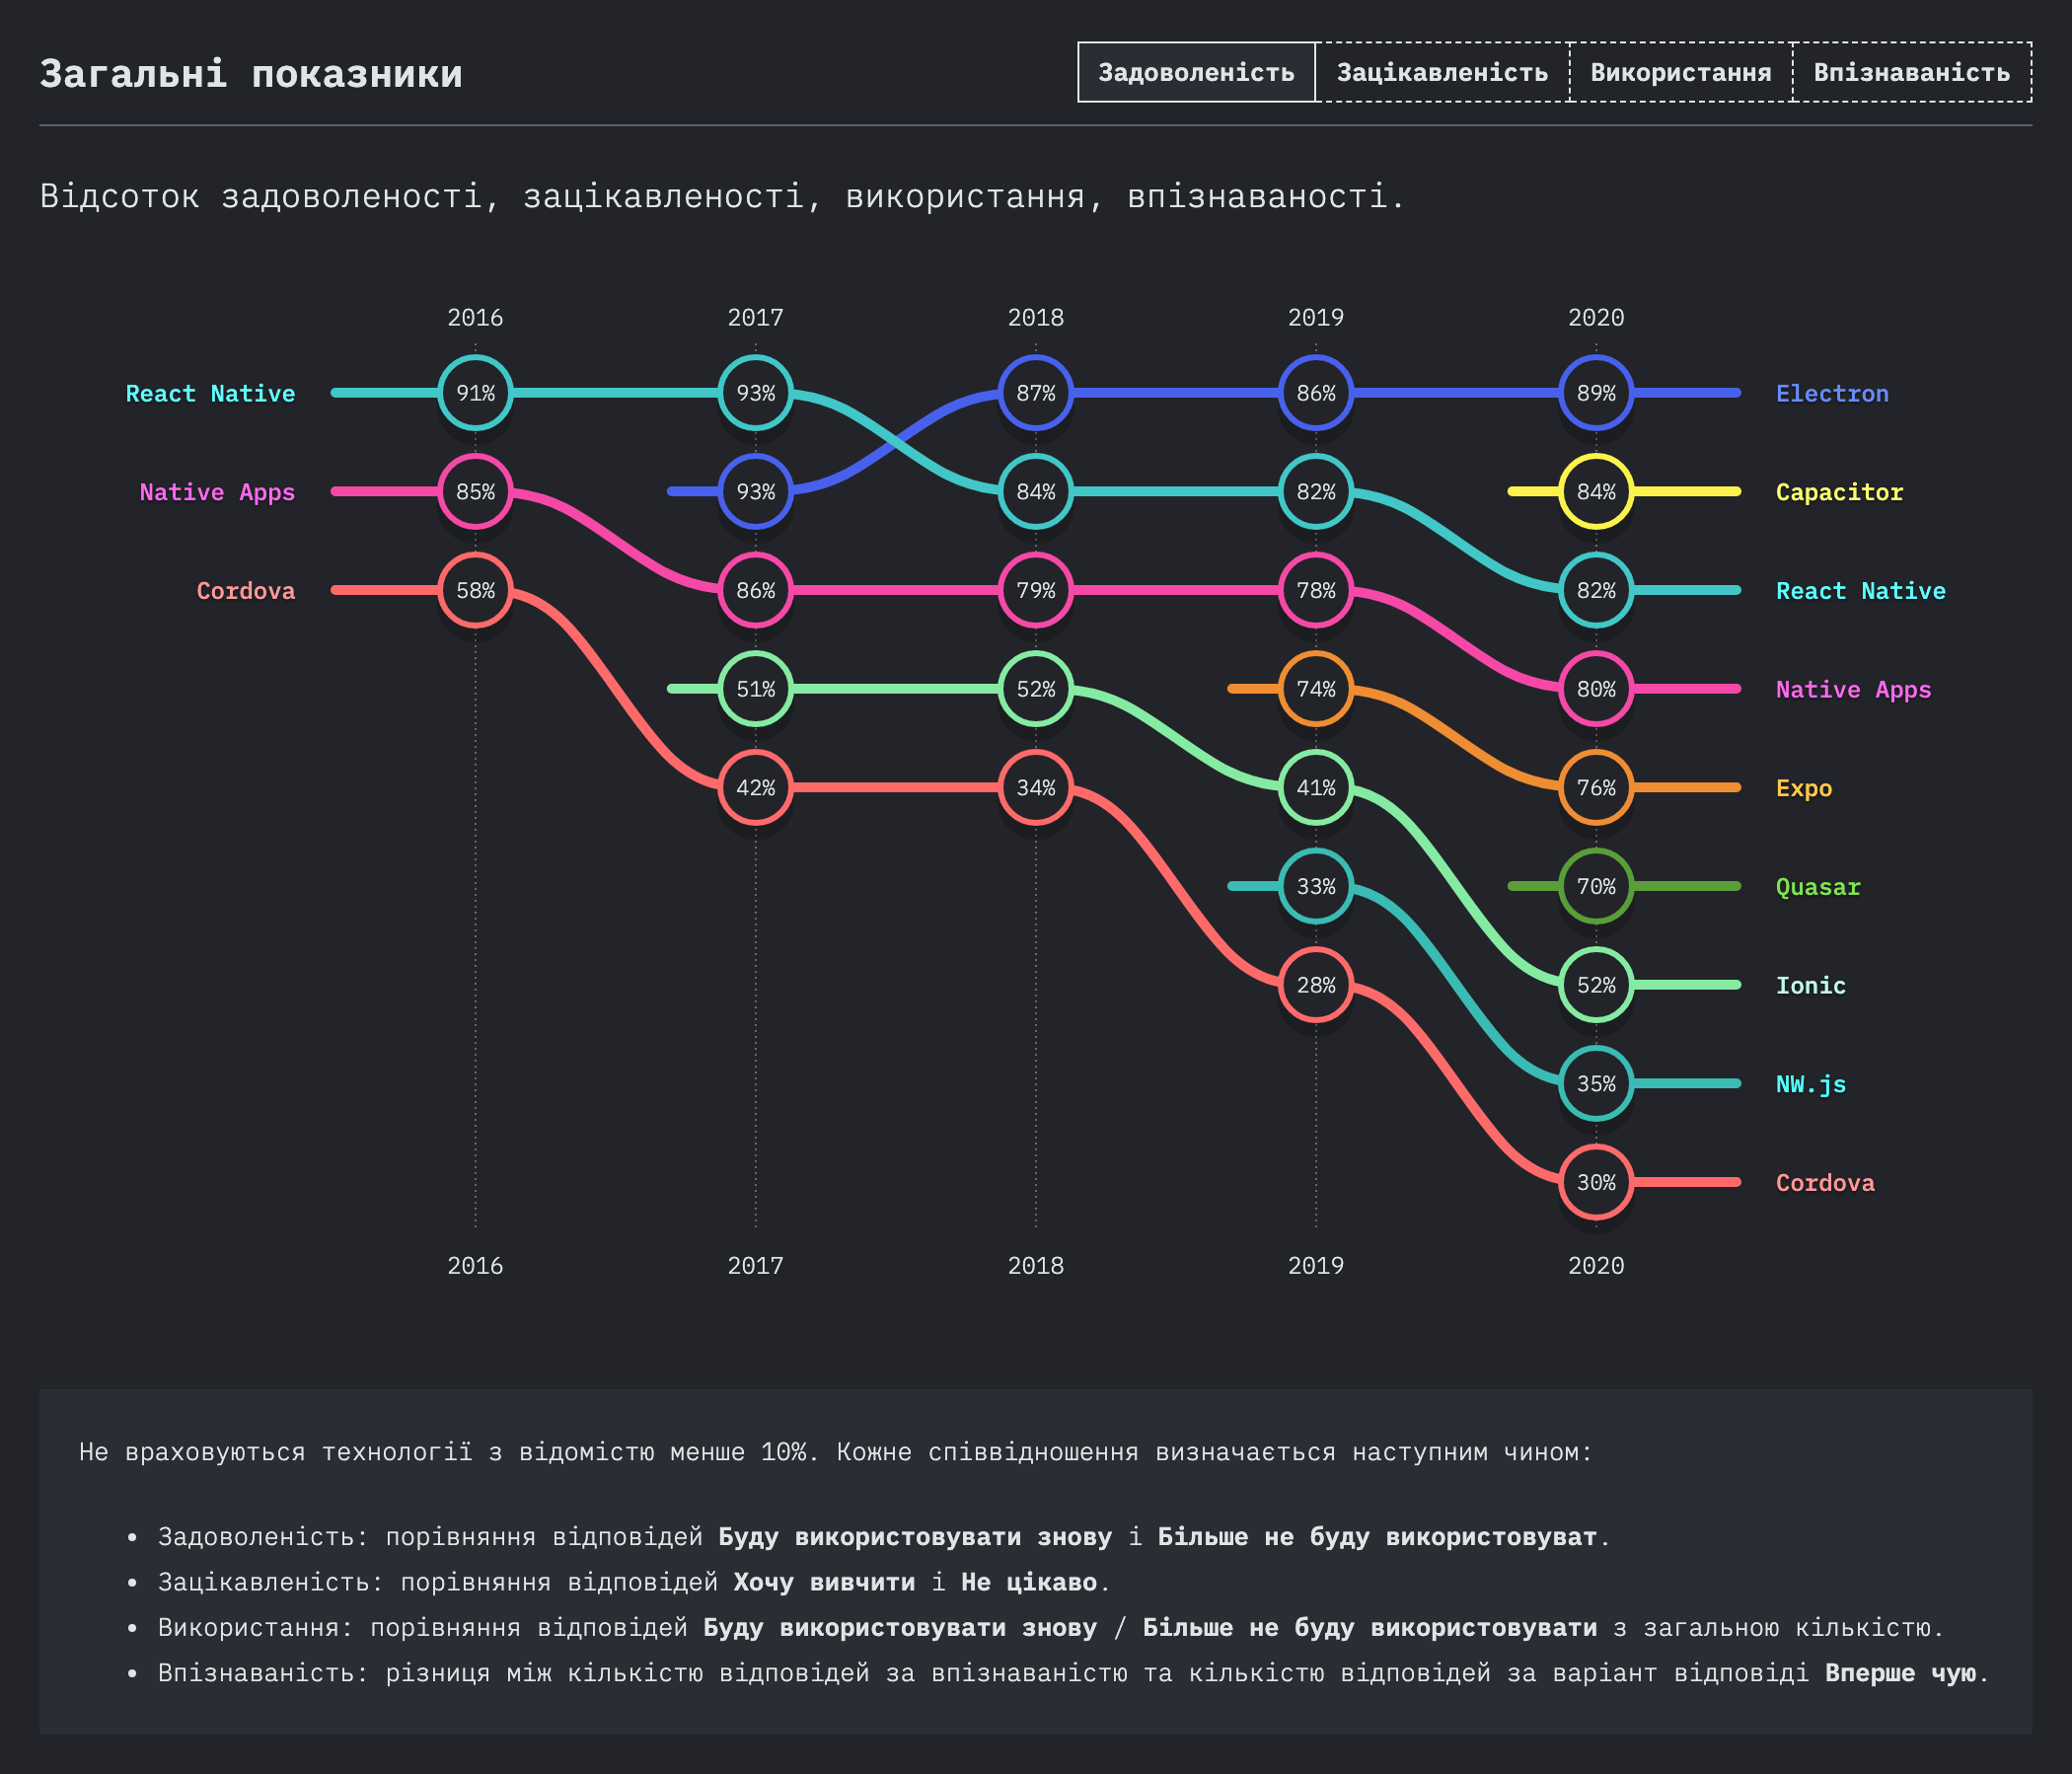 Загальні показники
Задоволеність Зацікавленість Використання Впізнаваність
Відсоток задоволеності, зацікавленості, використання, впізнаваності.
2016 2017 2018 2019 2020
React Native 91% 93% 87% 86% 89% Electron
Native Apps 85% 93% 84% 82% 84% Capacitor
Cordova 58% 86% 79% 78% 82% React Native
51% 52% 74% 80% Native Apps
42% 34% 41% 76% Expo
33% 70% Quasar
28% 52% Ionic
35% NW.js
30% Cordova
2016 2017 2018 2019 2020
Не враховуються технології з відомістю менше 10%. Кожне співвідношення визначається наступним чином:
• Задоволеність: порівняння відповідей Буду використовувати знову і Більше не буду використовуват.
• Зацікавленість: порівняння відповідей Хочу вивчити і Не цікаво.
• Використання: порівняння відповідей Буду використовувати знову / Більше не буду використовувати з загальною кількістю.
• Впізнаваність: різниця між кількістю відповідей за впізнаваністю та кількістю відповідей за варіант відповіді Вперше чую.